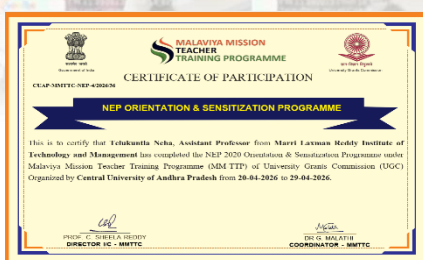 MALAVIYA MISSION
TEACHER
TRAINING PROGRAMME
Government of India
University Grants Commission
CERTIFICATE OF PARTICIPATION
CUAP-MMTTC-NEP-4/2026/56
NEP ORIENTATION & SENSITIZATION PROGRAMME
This is to certify that Telukuntla Neha, Assistant Professor from Marri Laxman Reddy Institute of
Technology and Management has completed the NEP 2020 Orientation & Sensitization Programme under
Malaviya Mission Teacher Training Programme (MM-TTP) of University Grants Commission (UGC)
Organized by Central University of Andhra Pradesh from 20-04-2026 to 29-04-2026.
PROF. C. SHEELA REDDY
DR G. MALATHI
DIRECTOR I/C - MMTTC
COORDINATOR - MMTTC